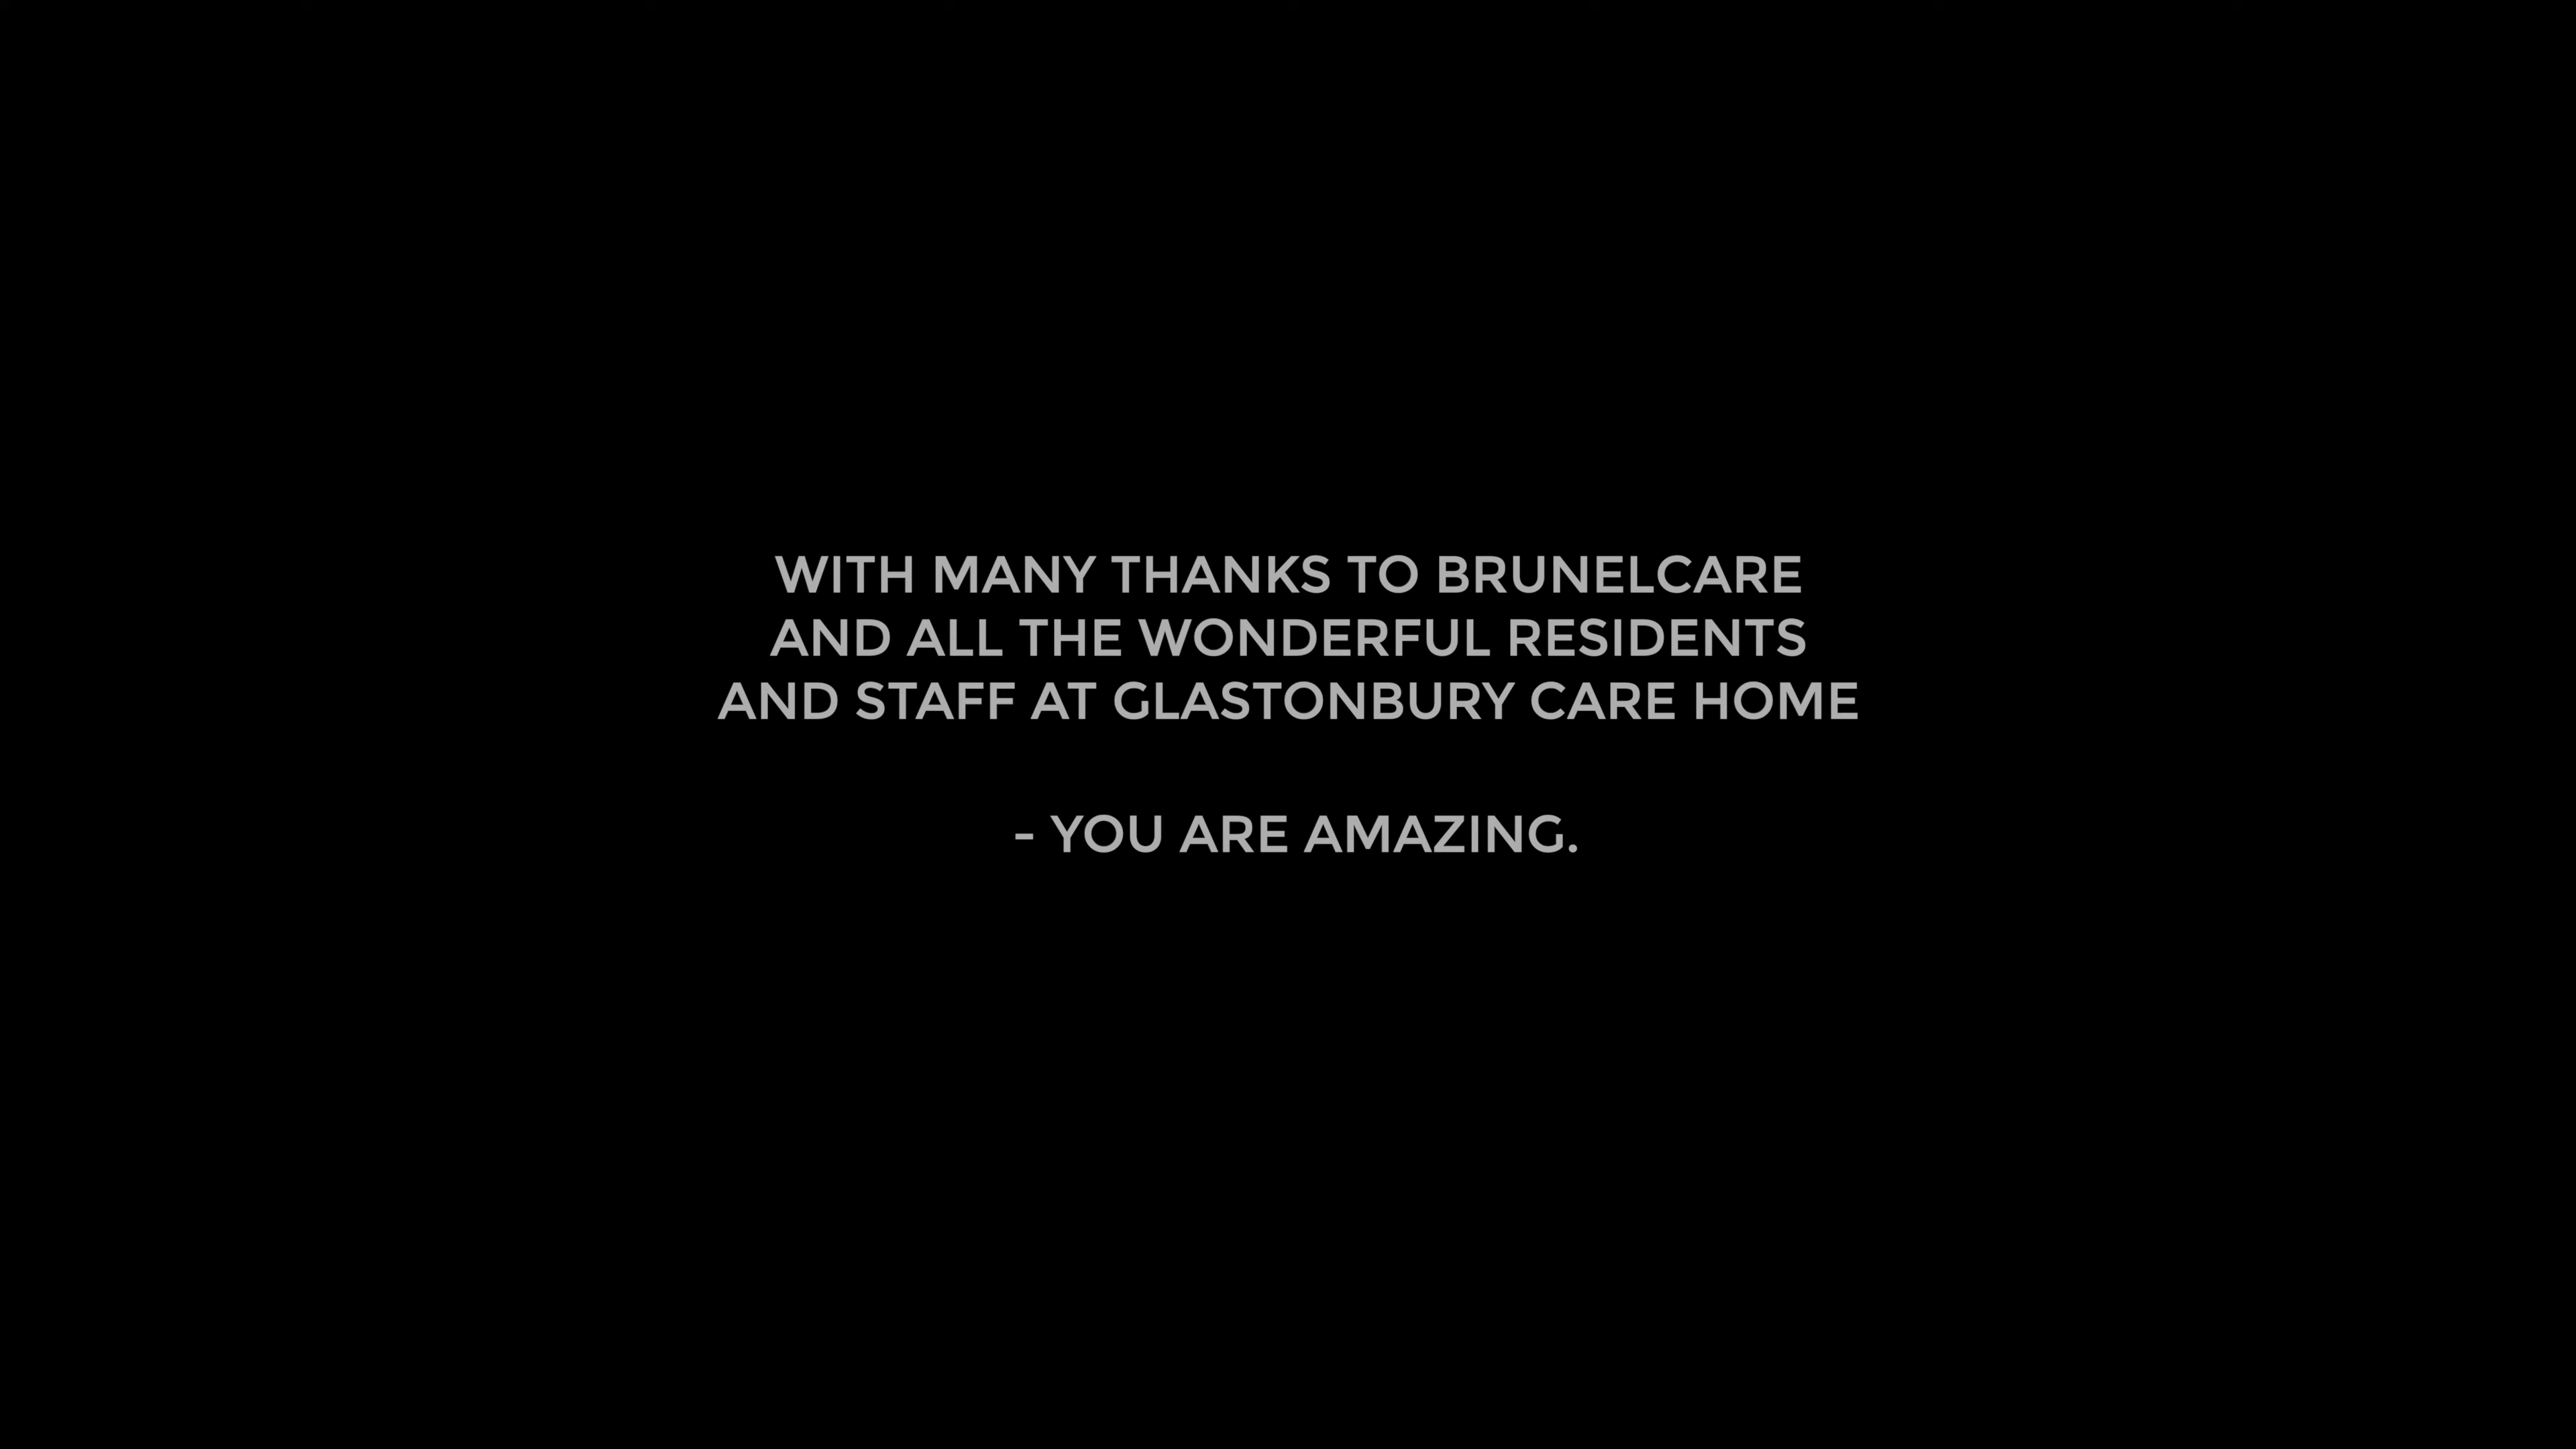 WITH MANY THANKS TO BRUNELCARE
AND ALL THE WONDERFUL RESIDENTS
AND STAFF AT GLASTONBURY CARE HOME
- YOU ARE AMAZING.